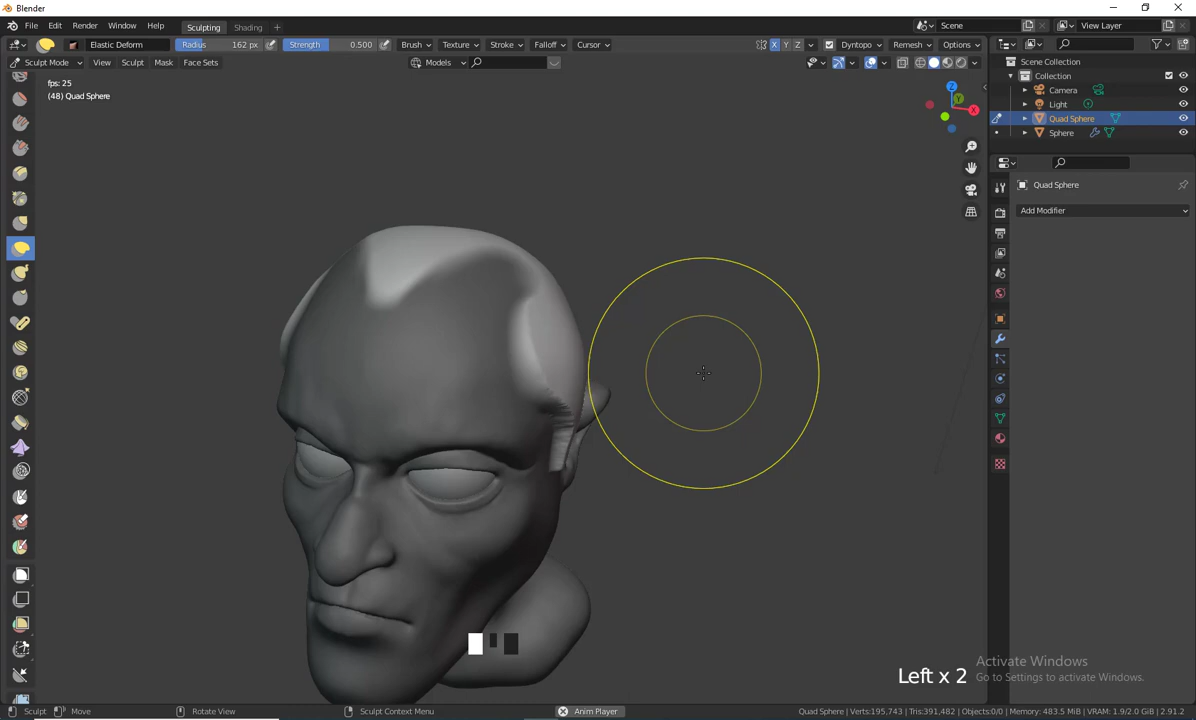 Blender
File Edit Render Window Help Sculpting Shading + Scene View Layer
Elastic Deform Radius 162 px Strength 0.500 Brush Texture Stroke Falloff Cursor X Y Z Dyntopo Remesh Options
Sculpt Mode View Sculpt Mask Face Sets Models
Scene Collection
Collection
Camera
Light
Quad Sphere
Sphere
fps: 25
(48) Quad Sphere
Z
Y
X
Quad Sphere
Add Modifier
Left x 2
Activate Windows
Go to Settings to activate Windows.
Sculpt Move Rotate View Sculpt Context Menu Anim Player Quad Sphere | Verts:195,743 | Tris:391,482 | Objects:0/0 | Memory: 483.5 MiB | VRAM: 1.9/2.0 GiB | 2.91.2